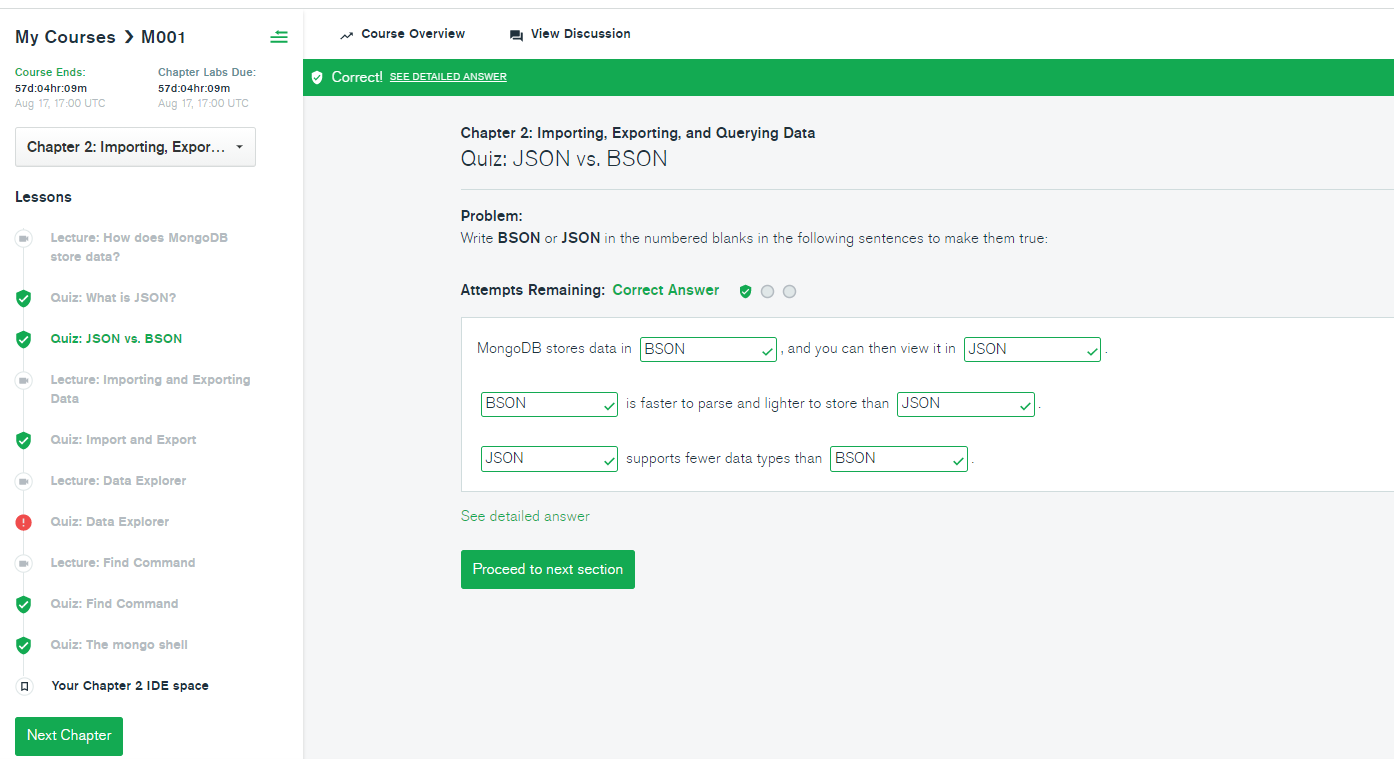 My Courses ❯ M001
Course Ends:
57d:04hr:09m
Aug 17, 17:00 UTC
Chapter Labs Due:
57d:04hr:09m
Aug 17, 17:00 UTC
Chapter 2: Importing, Expor...
Lessons
Lecture: How does MongoDB
store data?
Quiz: What is JSON?
Quiz: JSON vs. BSON
Lecture: Importing and Exporting
Data
Quiz: Import and Export
Lecture: Data Explorer
Quiz: Data Explorer
Lecture: Find Command
Quiz: Find Command
Quiz: The mongo shell
Your Chapter 2 IDE space
Next Chapter
Course Overview
View Discussion
Correct! SEE DETAILED ANSWER
Chapter 2: Importing, Exporting, and Querying Data
Quiz: JSON vs. BSON
Problem:
Write BSON or JSON in the numbered blanks in the following sentences to make them true:
Attempts Remaining: Correct Answer
MongoDB stores data in BSON , and you can then view it in JSON .
BSON is faster to parse and lighter to store than JSON .
JSON supports fewer data types than BSON .
See detailed answer
Proceed to next section